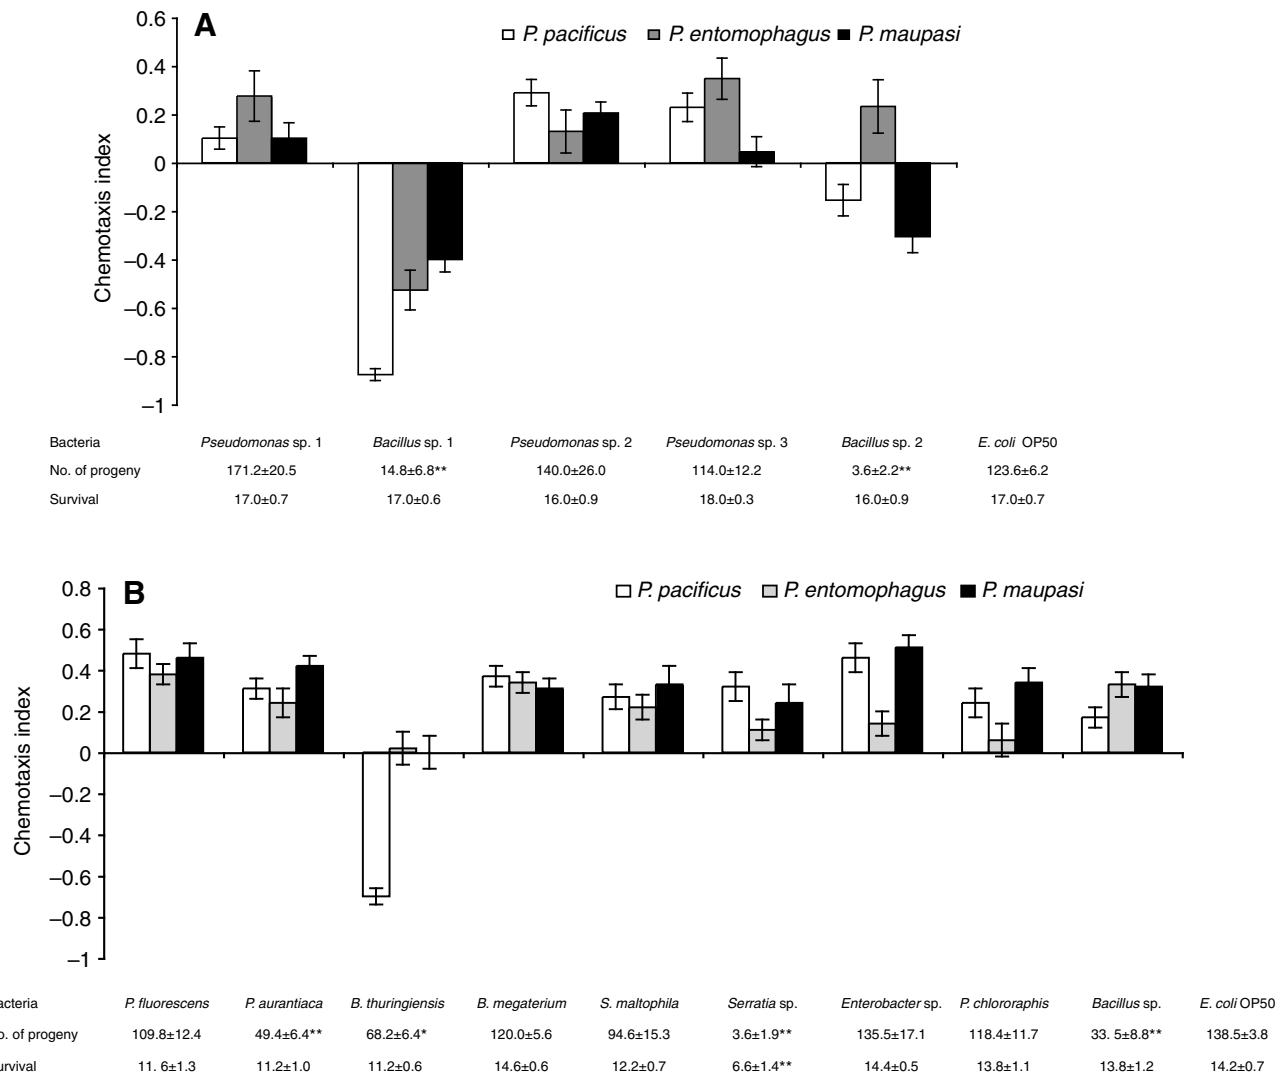 A
P. pacificus P. entomophagus P. maupasi
Chemotaxis index
0.6
0.4
0.2
0
–0.2
–0.4
–0.6
–0.8
–1
Bacteria Pseudomonas sp. 1 Bacillus sp. 1 Pseudomonas sp. 2 Pseudomonas sp. 3 Bacillus sp. 2 E. coli OP50
No. of progeny 171.2±20.5 14.8±6.8** 140.0±26.0 114.0±12.2 3.6±2.2** 123.6±6.2
Survival 17.0±0.7 17.0±0.6 16.0±0.9 18.0±0.3 16.0±0.9 17.0±0.7
B
P. pacificus P. entomophagus P. maupasi
Chemotaxis index
0.8
0.6
0.4
0.2
0
–0.2
–0.4
–0.6
–0.8
–1
acteria P. fluorescens P. aurantiaca B. thuringiensis B. megaterium S. maltophila Serratia sp. Enterobacter sp. P. chlororaphis Bacillus sp. E. coli OP50
o. of progeny 109.8±12.4 49.4±6.4** 68.2±6.4* 120.0±5.6 94.6±15.3 3.6±1.9** 135.5±17.1 118.4±11.7 33. 5±8.8** 138.5±3.8
urvival 11. 6±1.3 11.2±1.0 11.2±0.6 14.6±0.6 12.2±0.7 6.6±1.4** 14.4±0.5 13.8±1.1 13.8±1.2 14.2±0.7